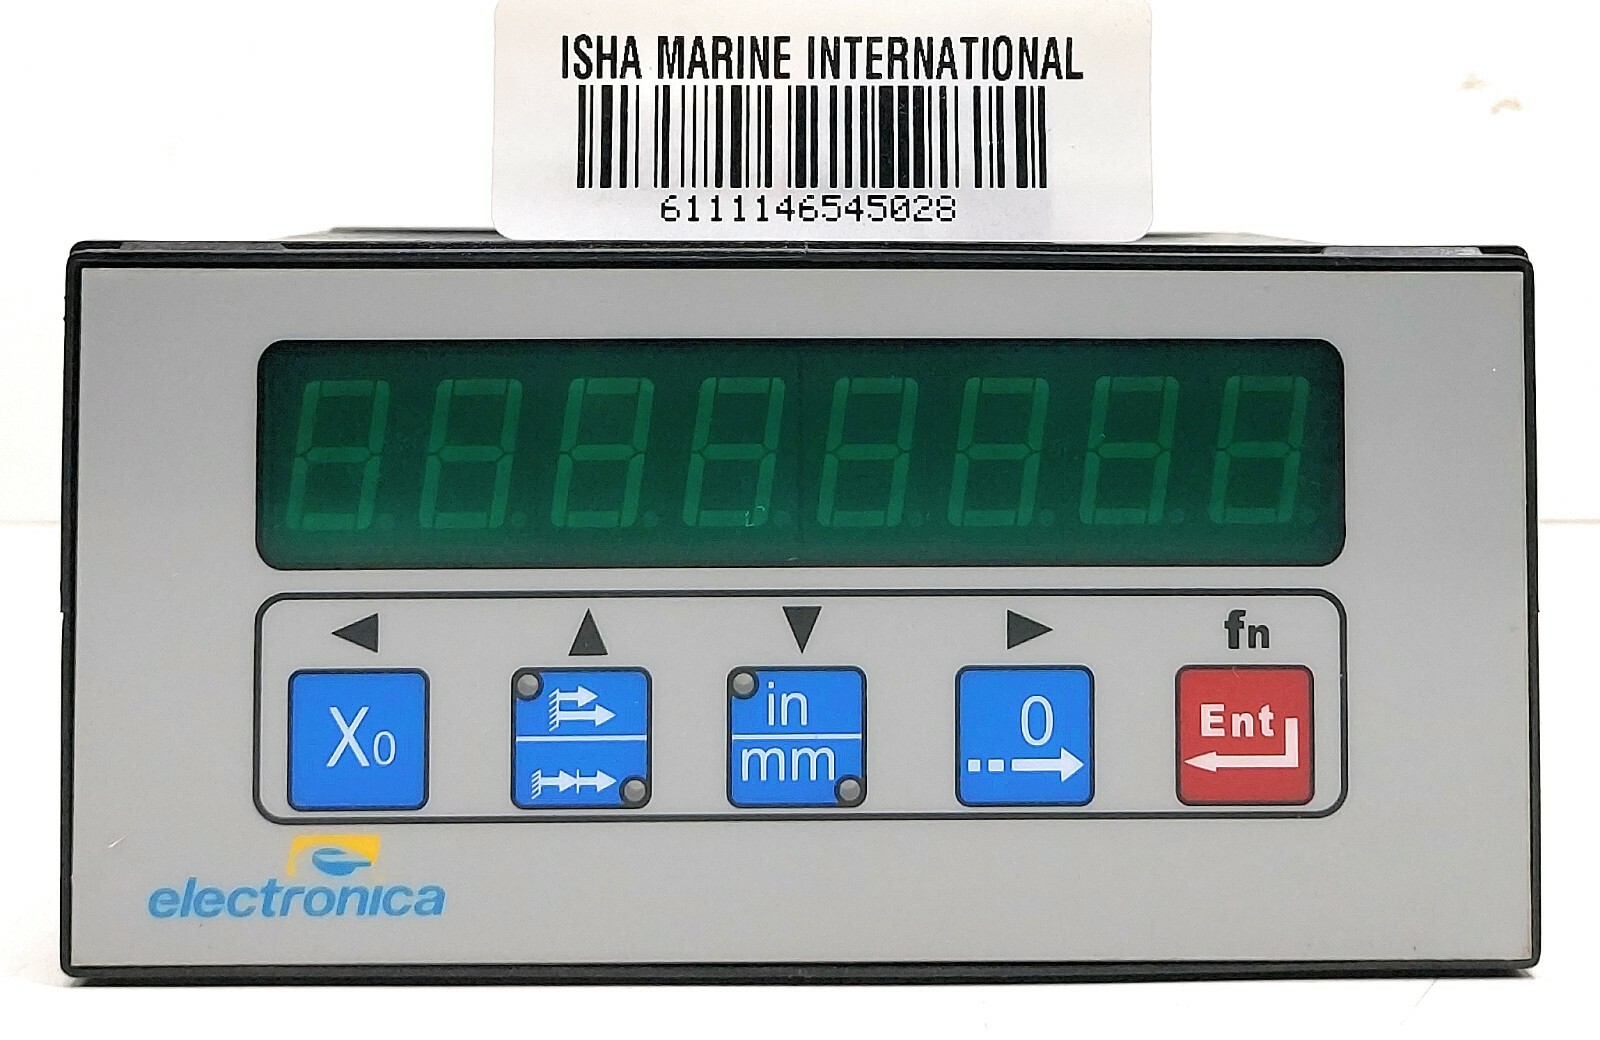 ISHA MARINE INTERNATIONAL
6111146545028
fn
X0
in
mm
0
Ent
electronica